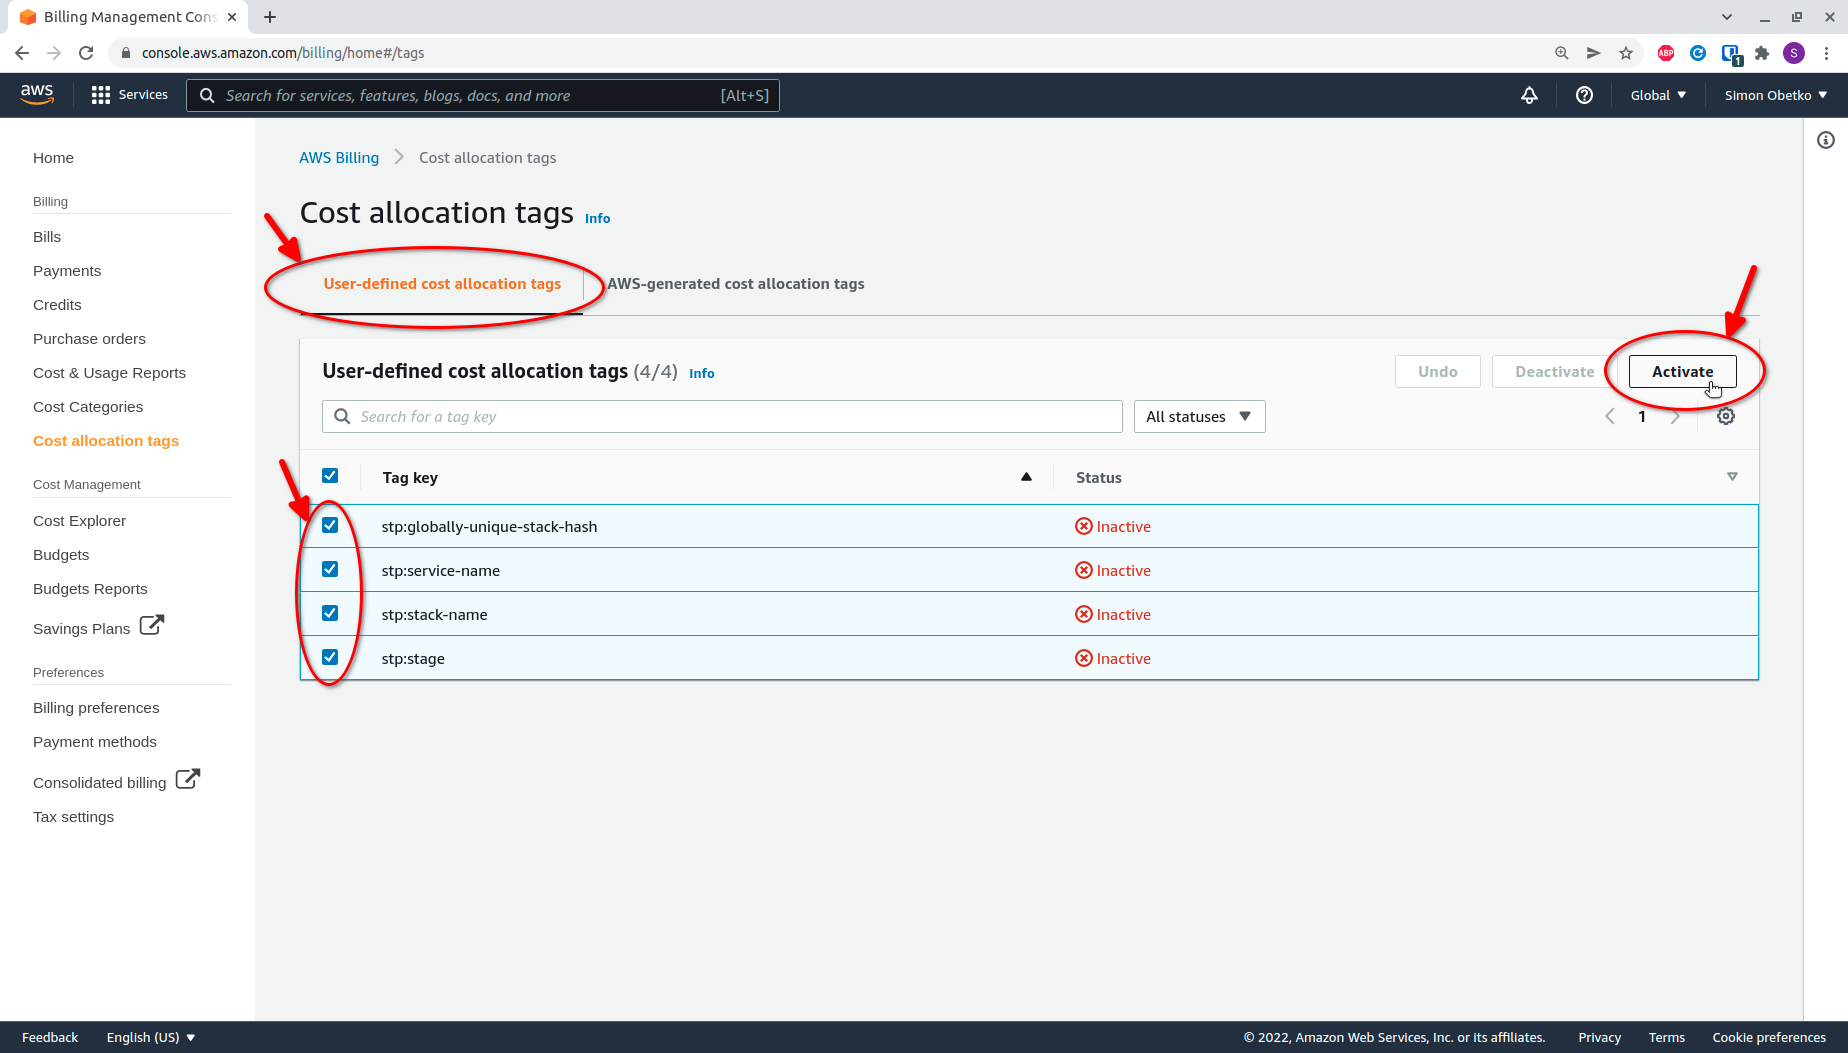 Billing Management Cons
console.aws.amazon.com/billing/home#/tags
ABP
1
S
aws
Services
Search for services, features, blogs, docs, and more
[Alt+S]
Global
Simon Obetko
Home
Billing
Bills
Payments
Credits
Purchase orders
Cost & Usage Reports
Cost Categories
Cost allocation tags
Cost Management
Cost Explorer
Budgets
Budgets Reports
Savings Plans
Preferences
Billing preferences
Payment methods
Consolidated billing
Tax settings
AWS Billing
Cost allocation tags
Cost allocation tags Info
User-defined cost allocation tags
AWS-generated cost allocation tags
User-defined cost allocation tags (4/4) Info
Undo
Deactivate
Activate
Search for a tag key
All statuses
1
Tag key
Status
stp:globally-unique-stack-hash
Inactive
stp:service-name
Inactive
stp:stack-name
Inactive
stp:stage
Inactive
Feedback
English (US)
© 2022, Amazon Web Services, Inc. or its affiliates.
Privacy
Terms
Cookie preferences